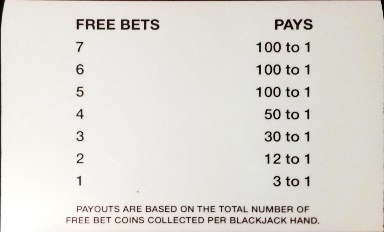 FREE BETS PAYS
7 100 to 1
6 100 to 1
5 100 to 1
4 50 to 1
3 30 to 1
2 12 to 1
1 3 to 1
PAYOUTS ARE BASED ON THE TOTAL NUMBER OF
FREE BET COINS COLLECTED PER BLACKJACK HAND.